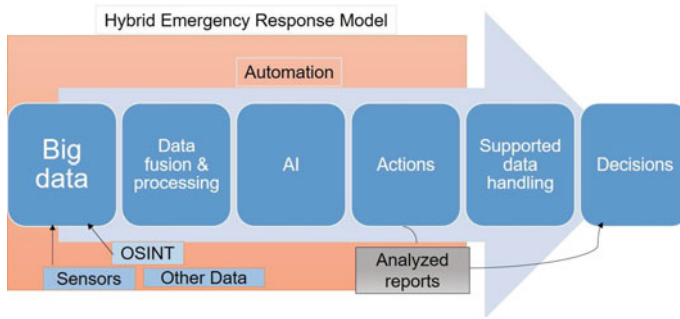 Hybrid Emergency Response Model
Automation
Big
data
Data
fusion &
processing
AI
Actions
Supported
data
handling
Decisions
OSINT
Sensors
Other Data
Analyzed
reports